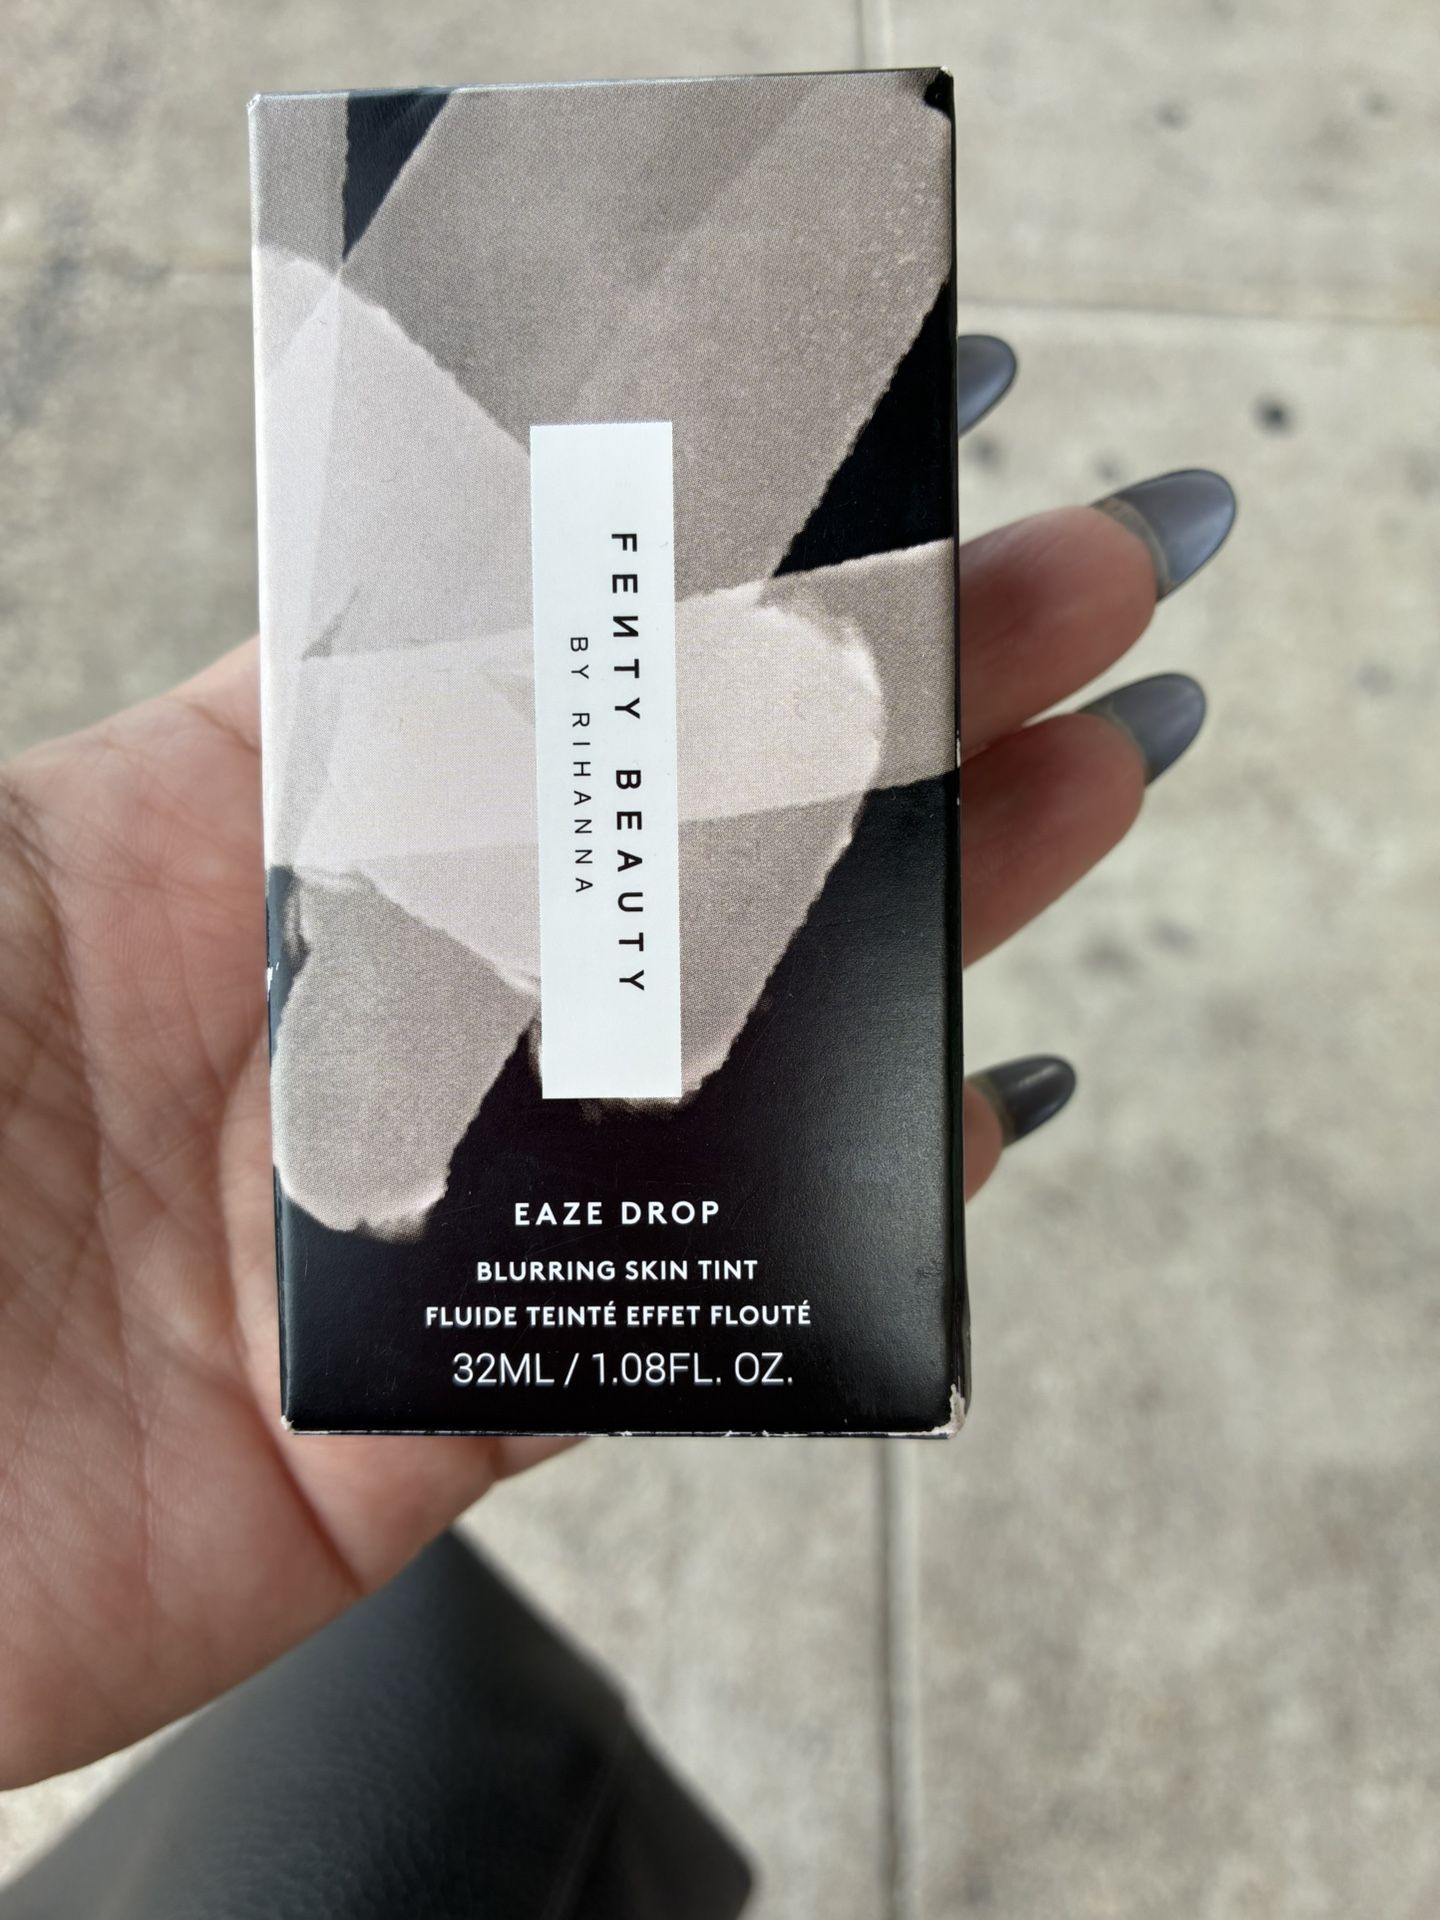 FENTY BEAUTY
BY RIHANNA
EAZE DROP
BLURRING SKIN TINT
FLUIDE TEINTÉ EFFET FLOUTÉ
32ML / 1.08FL. OZ.